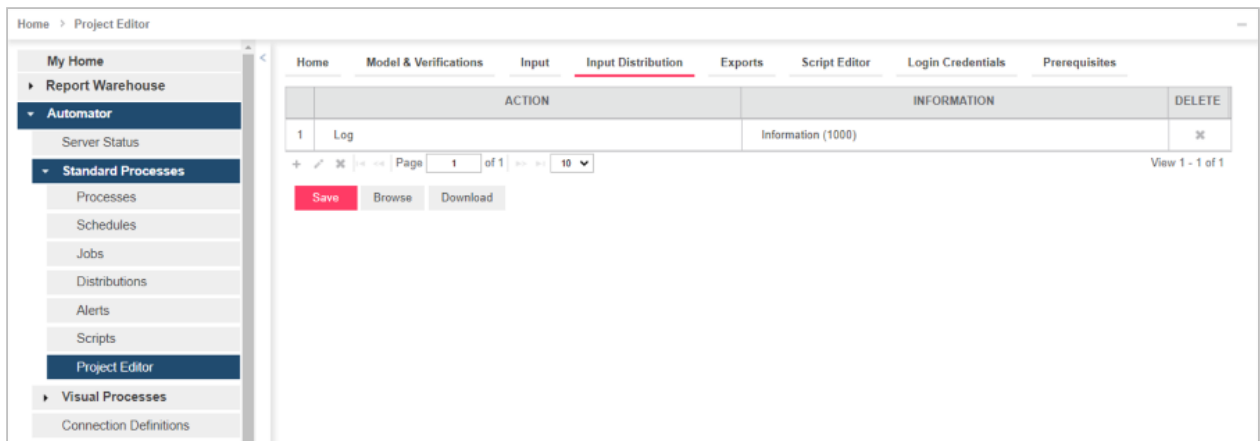 Home > Project Editor
My Home
Report Warehouse
Automator
Server Status
Standard Processes
Processes
Schedules
Jobs
Distributions
Alerts
Scripts
Project Editor
Visual Processes
Connection Definitions
Home Model & Verifications Input Input Distribution Exports Script Editor Login Credentials Prerequisites
ACTION INFORMATION DELETE
1 Log Information (1000)
Page 1 of 1 10 View 1 - 1 of 1
Save Browse Download